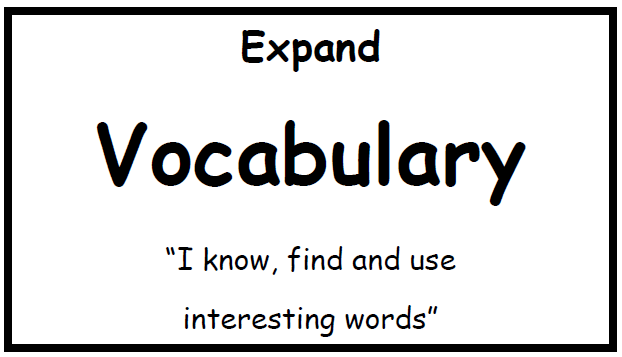 Expand
Vocabulary
“I know, find and use
interesting words”